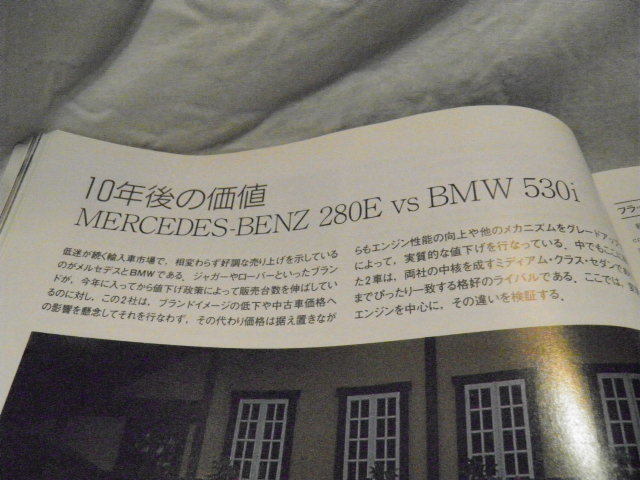 10年後の価値
MERCEDES-BENZ 280E vs BMW 530i
低迷が続く輸入車市場で、相変わらず好調な売り上げを示している
のがメルセデスとBMWである。ジャガーやローバーといったブラン
ドが、今年に入ってから値下げ政策によって販売台数を伸ばしてい
るのに対し、この2社は、ブランドイメージの低下や中古車価格へ
の影響を懸念してそれを行なわず、その代わり価格は据え置きなが
らもエンジン性能の向上や他のメカニズムをグレードアップ
によって、実質的な値下げを行なっている。中でもここに
た2車は、両社の中核を成すミディアム・クラス・セダンであ
までぴったり一致する格好のライバルである。ここでは、
エンジンを中心に、その違いを検証する。
ブラッ